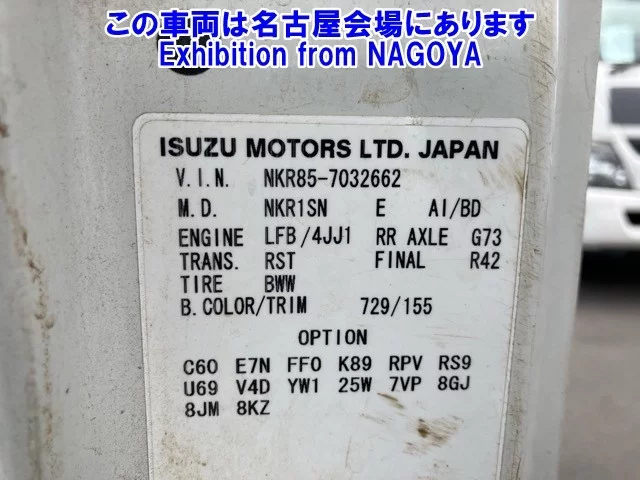 この車両は名古屋会場にあります
Exhibition from NAGOYA
ISUZU MOTORS LTD. JAPAN
V.I.N. NKR85-7032662
M.D. NKR1SN E AI/BD
ENGINE LFB/4JJ1 RR AXLE G73
TRANS. RST FINAL R42
TIRE BWW
B.COLOR/TRIM 729/155
OPTION
C60 E7N FF0 K89 RPV RS9
U69 V4D YW1 25W 7VP 8GJ
8JM 8KZ